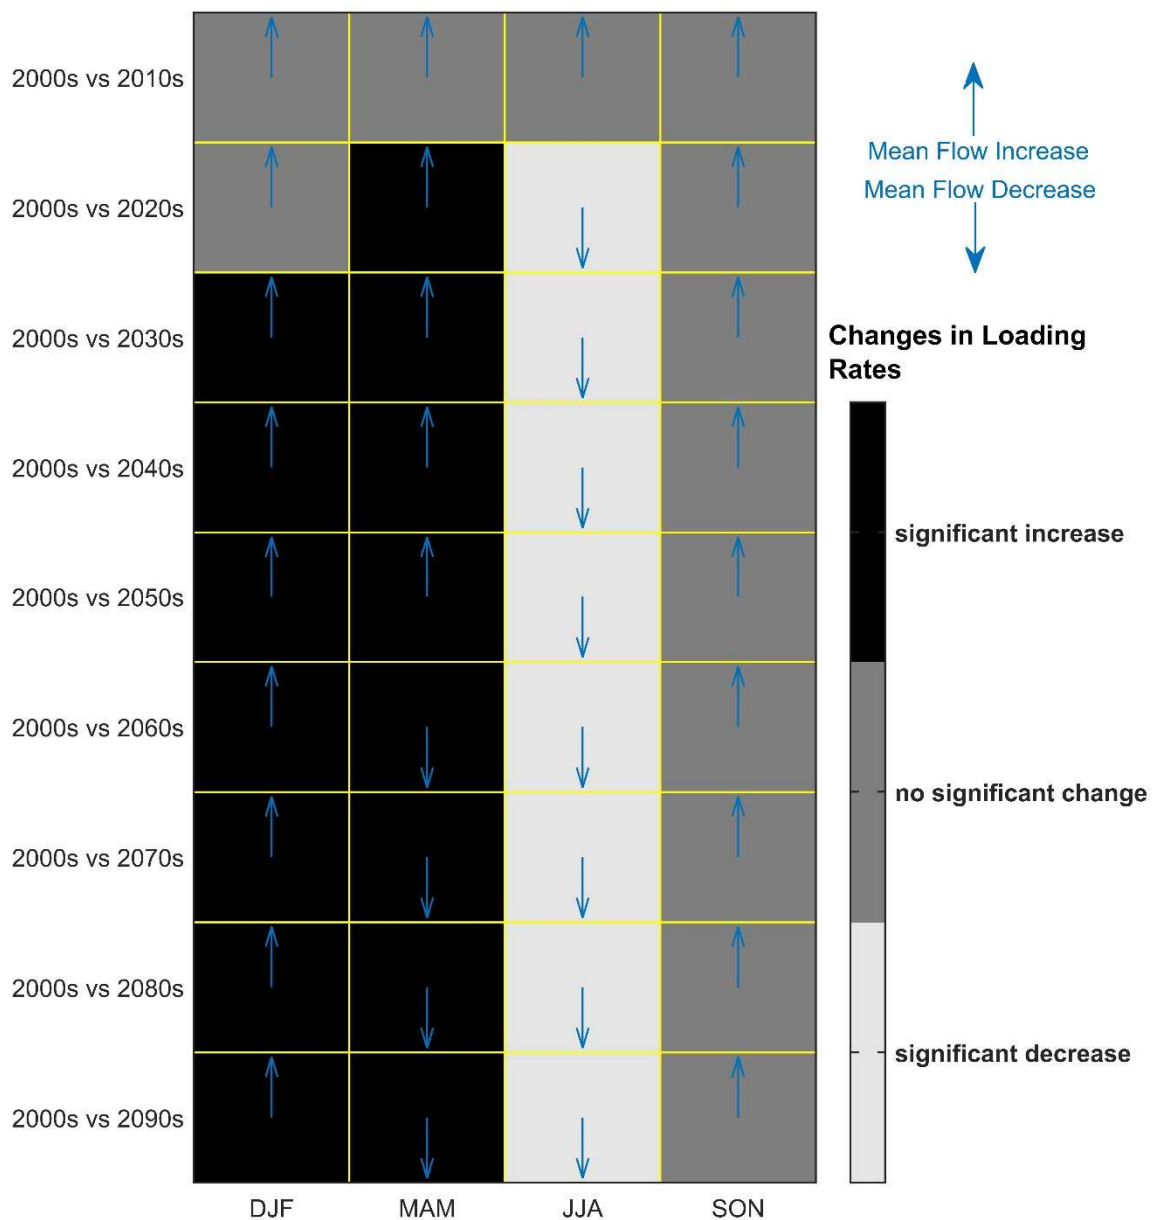 2000s vs 2010s
2000s vs 2020s
2000s vs 2030s
2000s vs 2040s
2000s vs 2050s
2000s vs 2060s
2000s vs 2070s
2000s vs 2080s
2000s vs 2090s
DJF
MAM
JJA
SON
Mean Flow Increase
Mean Flow Decrease
Changes in Loading
Rates
significant increase
no significant change
significant decrease